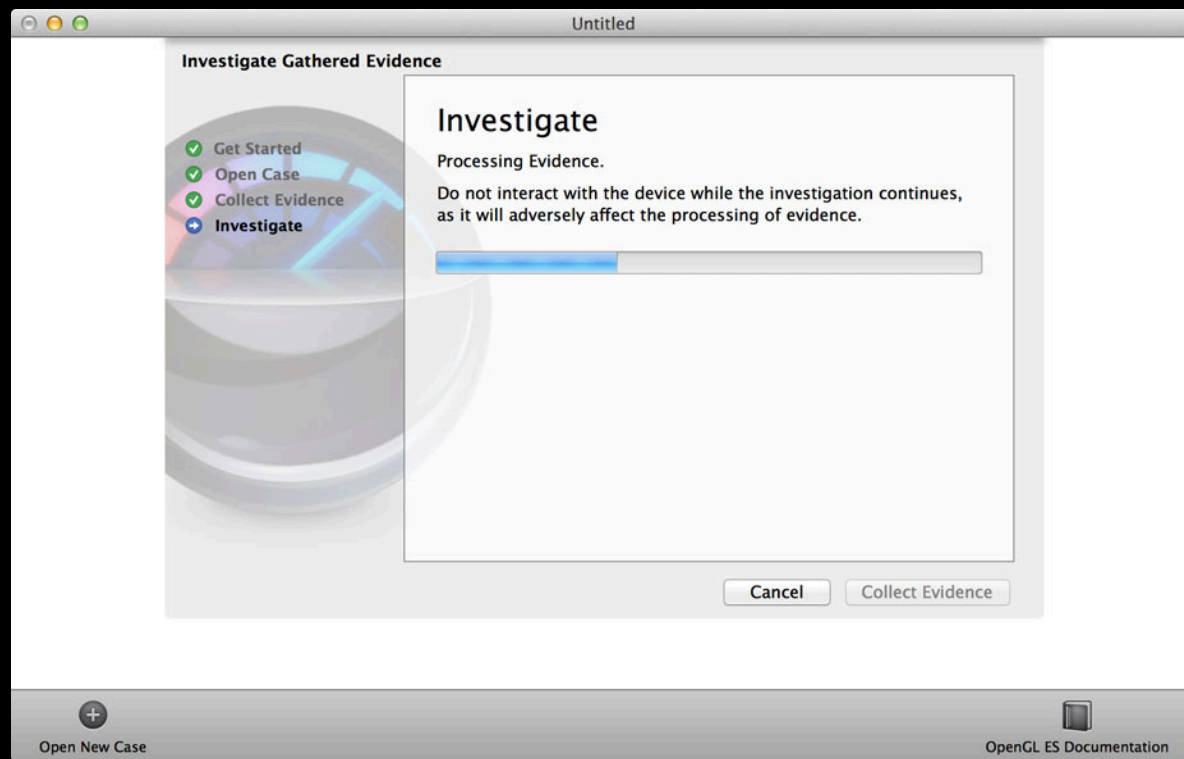 Untitled
Investigate Gathered Evidence
Get Started
Open Case
Collect Evidence
Investigate
Investigate
Processing Evidence.
Do not interact with the device while the investigation continues,
as it will adversely affect the processing of evidence.
Cancel
Collect Evidence
Open New Case
OpenGL ES Documentation